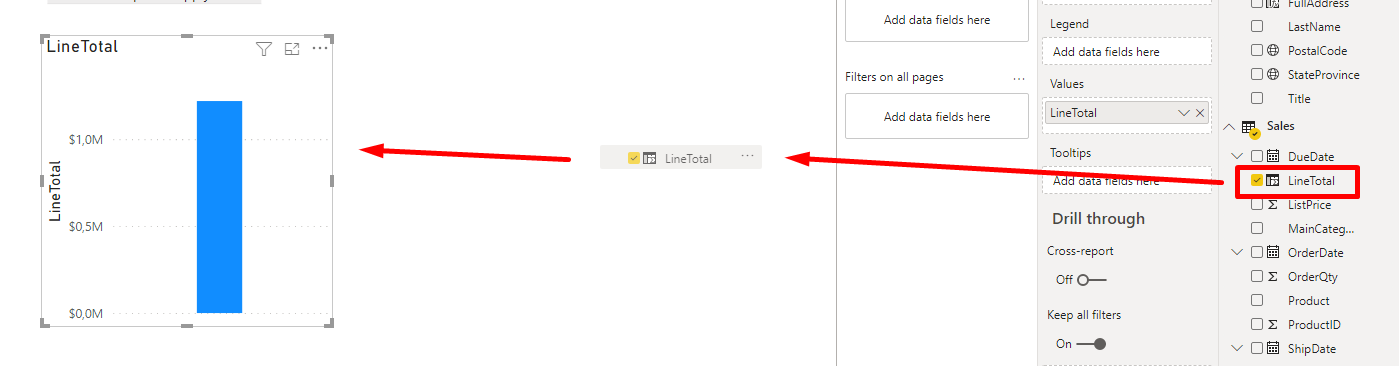 LineTotal
$1,0M
$0,5M
$0,0M
LineTotal
LineTotal
Add data fields here
Filters on all pages
Add data fields here
Legend
Add data fields here
Values
LineTotal
Tooltips
Add data fields here
Drill through
Cross-report
Off
Keep all filters
On
FullAddress
LastName
PostalCode
StateProvince
Title
Sales
DueDate
LineTotal
ListPrice
MainCateg...
OrderDate
OrderQty
Product
ProductID
ShipDate